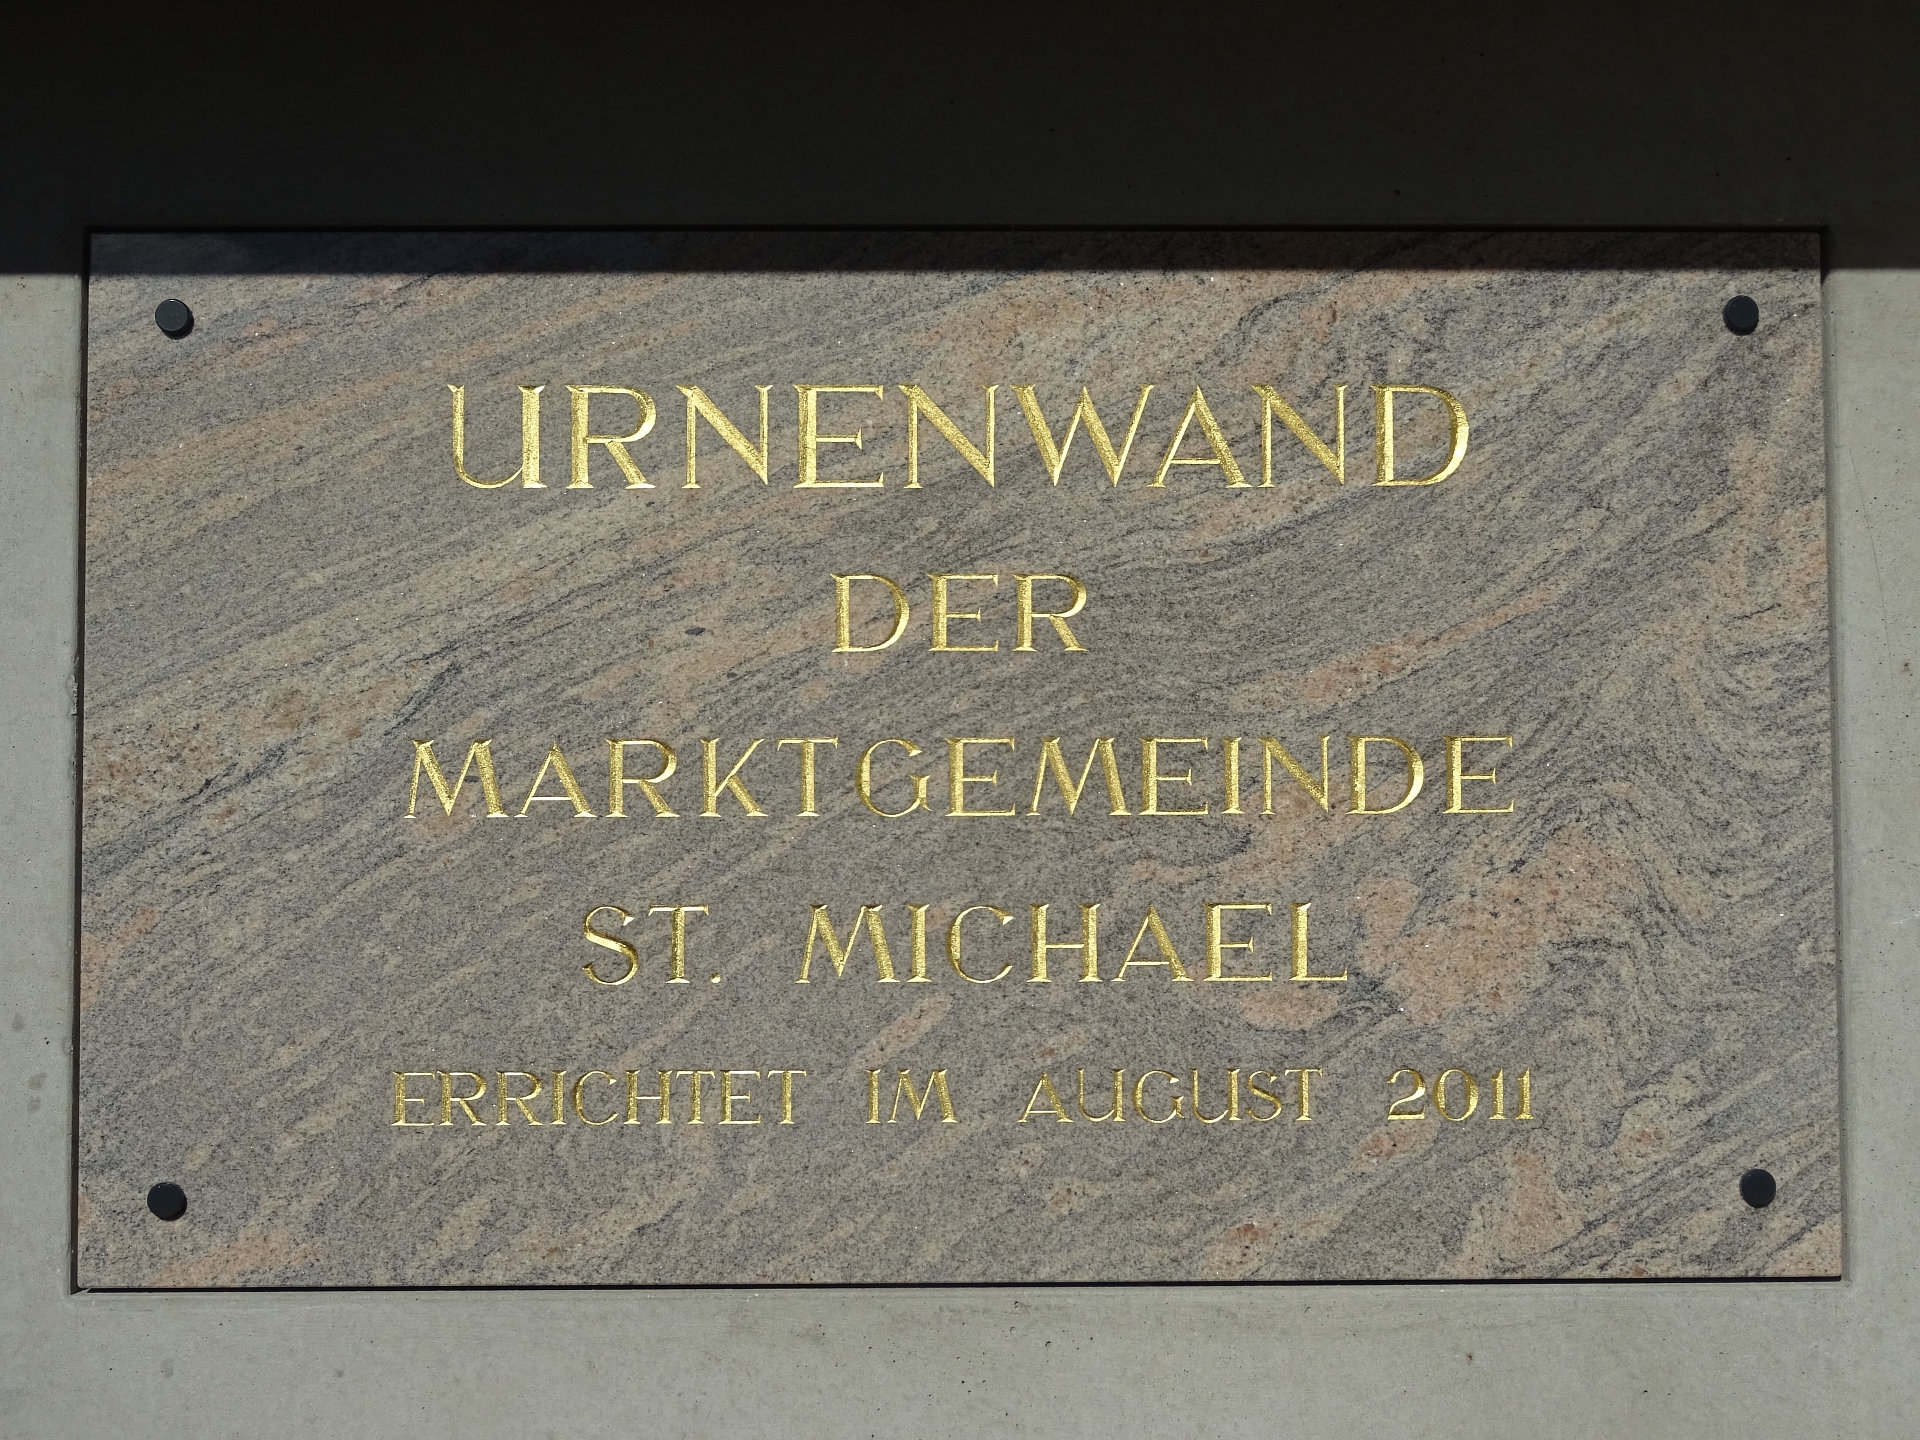 URNENWAND
DER
MARKTGEMEINDE
ST. MICHAEL
ERRICHTET IM AUGUST 2011